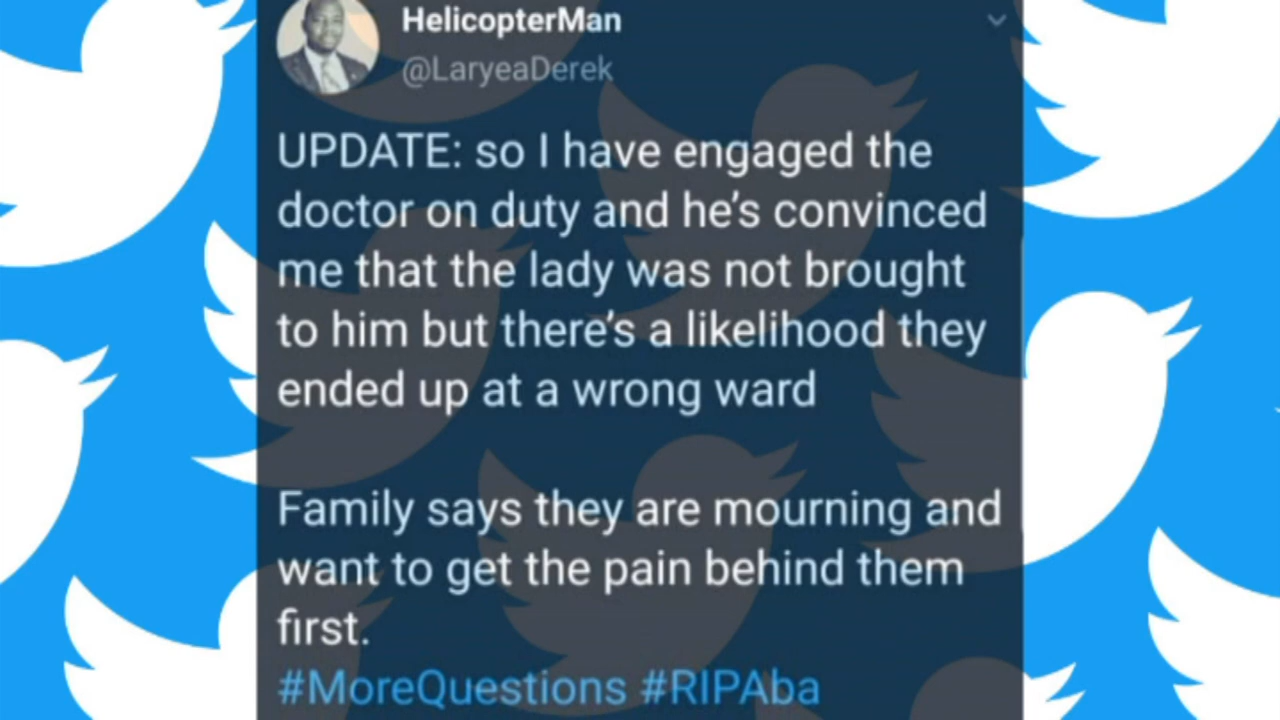 HelicopterMan
@LaryeaDerek
UPDATE: so I have engaged the
doctor on duty and he's convinced
me that the lady was not brought
to him but there's a likelihood they
ended up at a wrong ward
Family says they are mourning and
want to get the pain behind them
first.
#MoreQuestions #RIPAba